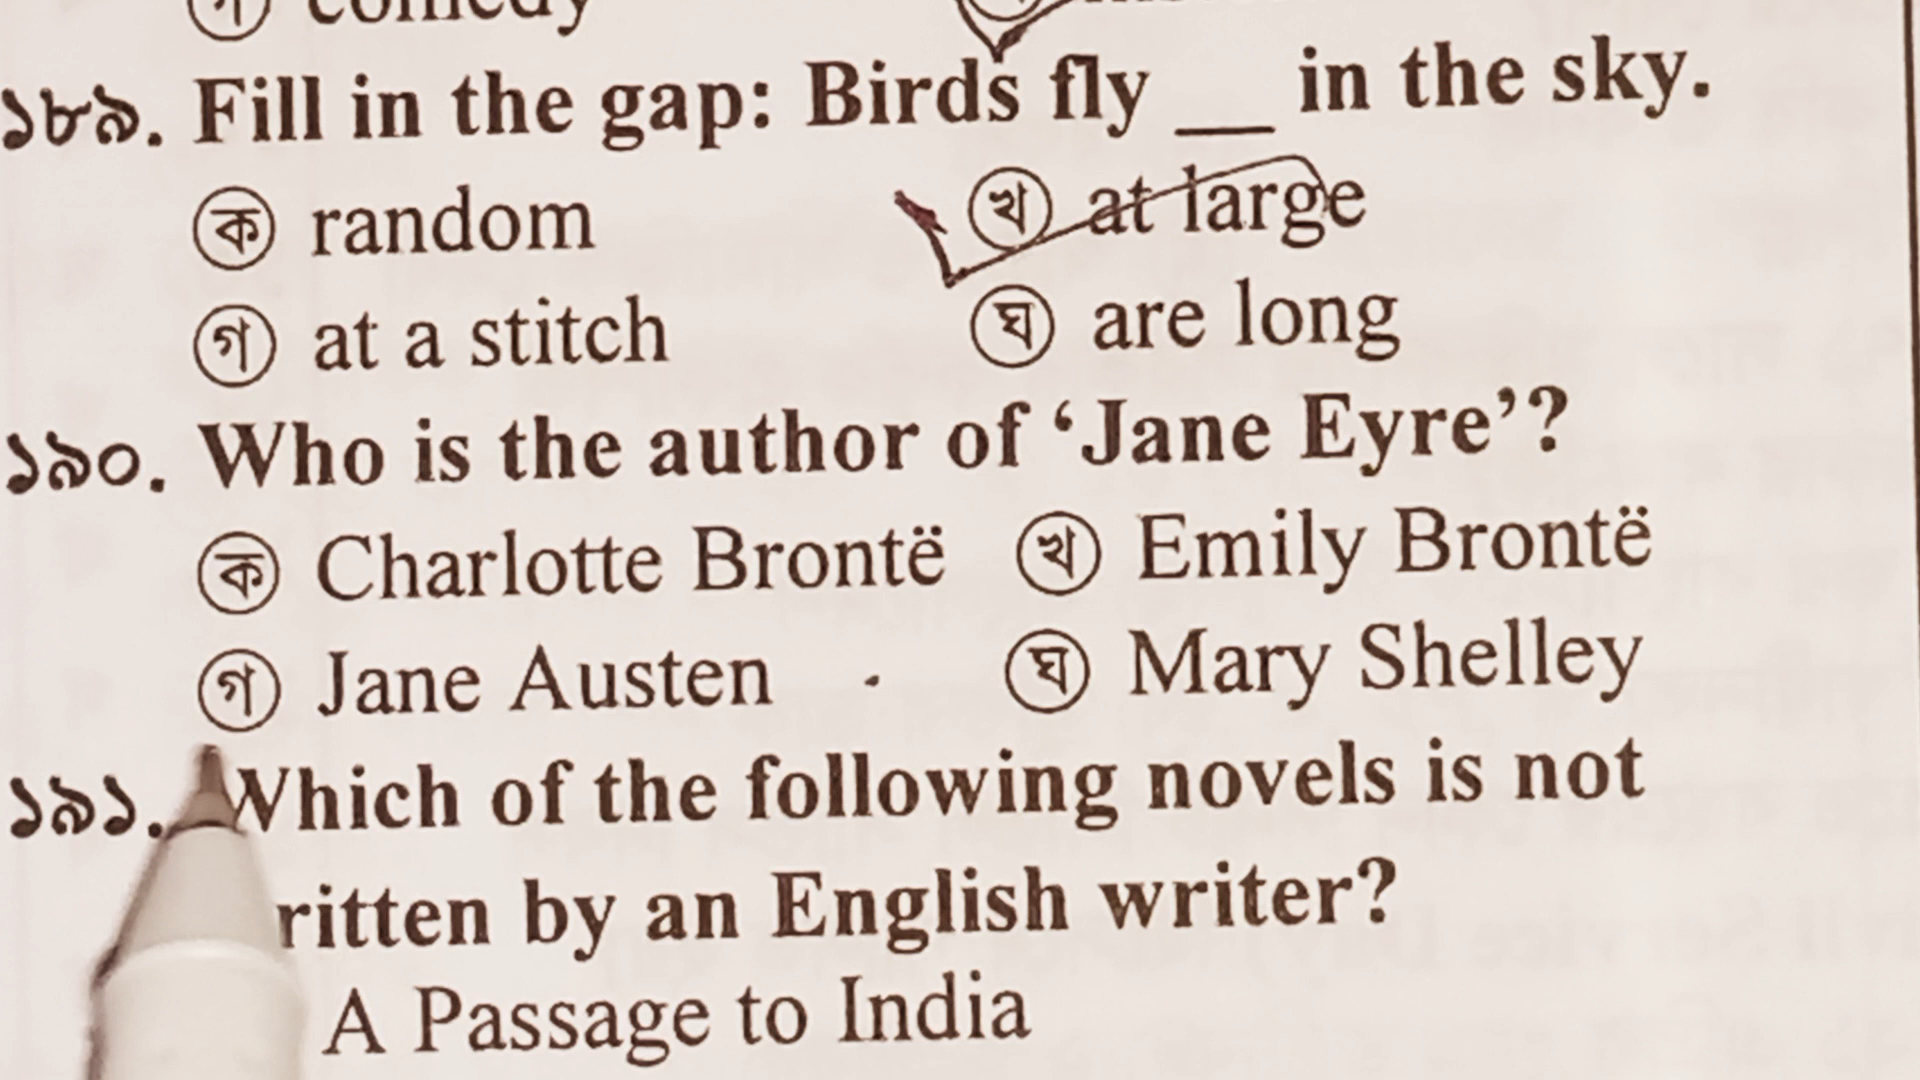 গ comedy
১৮৯. Fill in the gap: Birds fly __ in the sky.
ক random খ at large
গ at a stitch ঘ are long
১৯০. Who is the author of ‘Jane Eyre’?
ক Charlotte Brontë খ Emily Brontë
গ Jane Austen ঘ Mary Shelley
১৯১. Which of the following novels is not
ritten by an English writer?
A Passage to India